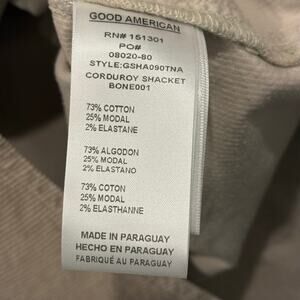 GOOD AMERICAN
RN# 151301
PO#
08020-80
STYLE:GSHA090TNA
CORDUROY SHACKET
BONE001
73% COTTON
25% MODAL
2% ELASTANE
73% ALGODON
25% MODAL
2% ELASTANO
73% COTON
25% MODAL
2% ELASTHANNE
MADE IN PARAGUAY
HECHO EN PARAGUAY
FABRIQUÉ AU PARAGUAY